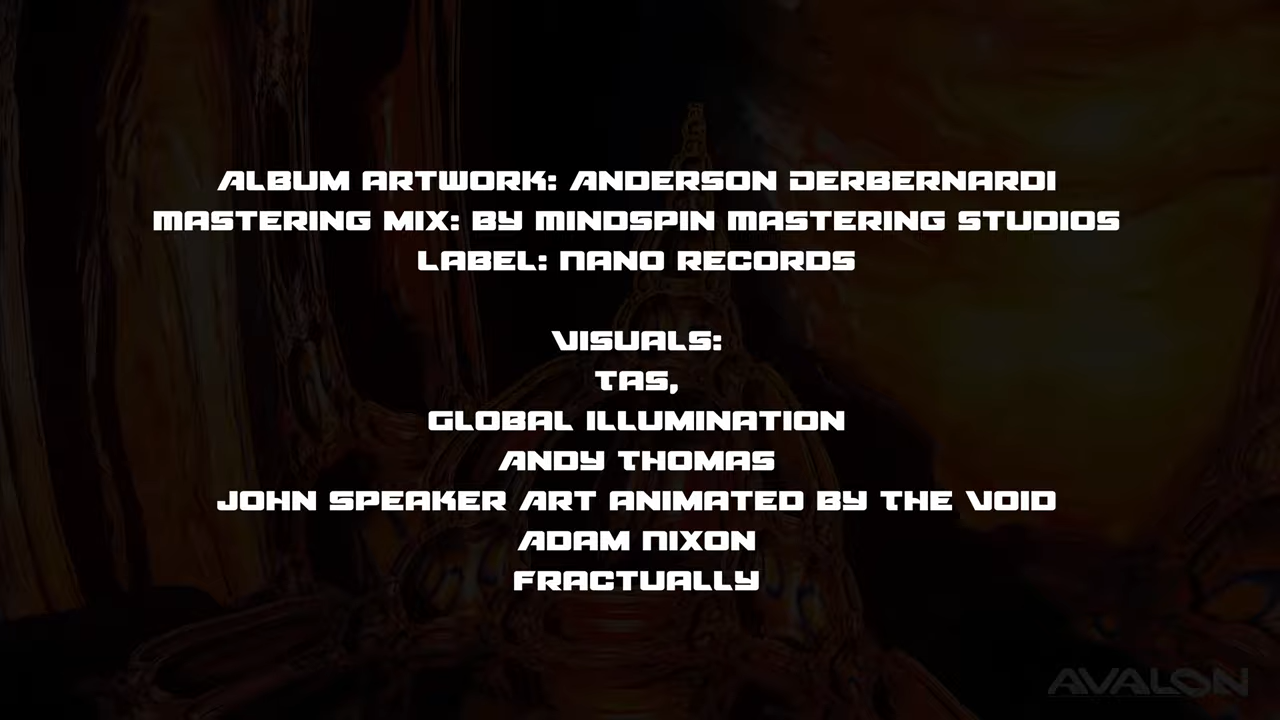 ALBUM ARTWORK: ANDERSON DERBERNARDI
MASTERING MIX: BY MINDSPIN MASTERING STUDIOS
LABEL: NANO RECORDS
VISUALS:
TAS,
GLOBAL ILLUMINATION
ANDY THOMAS
JOHN SPEAKER ART ANIMATED BY THE VOID
ADAM NIXON
FRACTUALLY
AVALON